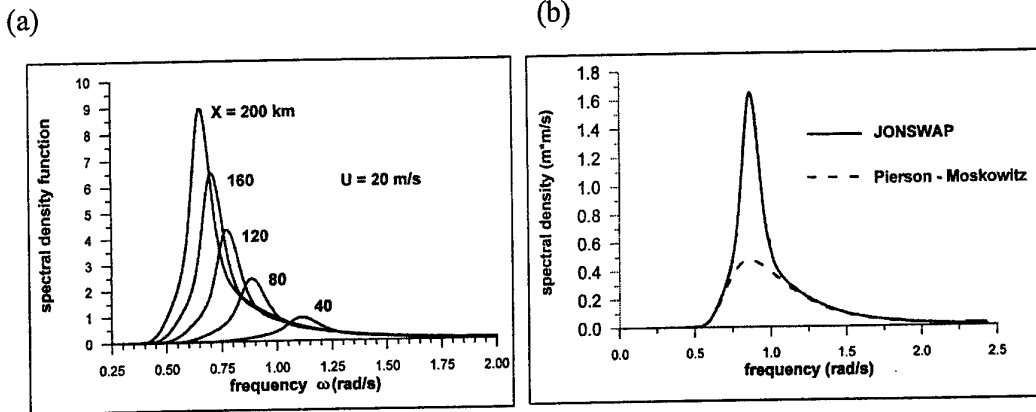 (a)
(b)
10
9
8
7
6
5
4
3
2
1
0
spectral density function
X = 200 km
160
120
80
40
U = 20 m/s
0.25 0.50 0.75 1.00 1.25 1.50 1.75 2.00
frequency ω(rad/s)
1.8
1.6
1.4
1.2
1.0
0.8
0.6
0.4
0.2
0.0
spectral density (m*m/s)
JONSWAP
Pierson - Moskowitz
0.0 0.5 1.0 1.5 2.0 2.5
frequency (rad/s)